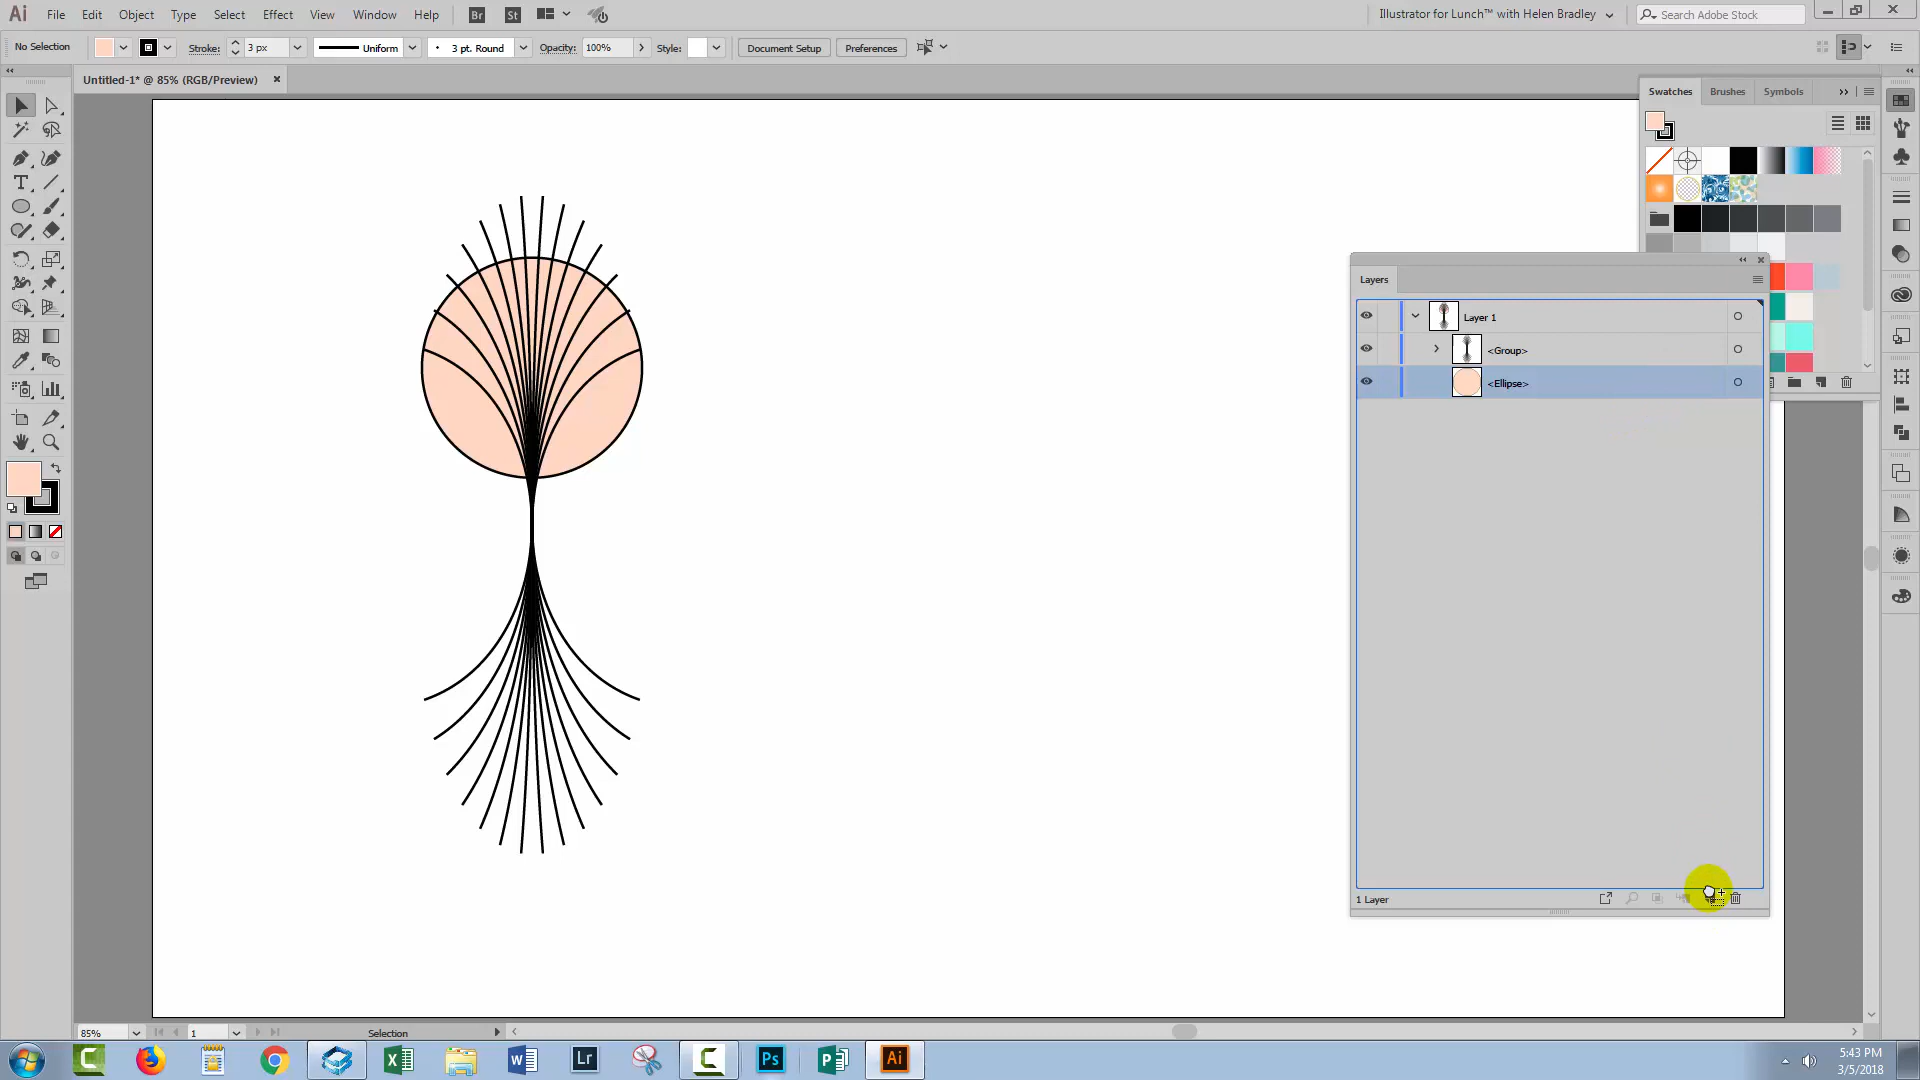 Ai File Edit Object Type Select Effect View Window Help Br St Illustrator for Lunch™ with Helen Bradley Search Adobe Stock
No Selection Stroke: 3 px Uniform 3 pt. Round Opacity: 100% Style: Document Setup Preferences
Untitled-1* @ 85% (RGB/Preview)
Swatches Brushes Symbols
Layers
Layer 1
<Group>
<Ellipse>
1 Layer
85% 1 Selection
Lr Ps Ai
5:43 PM
3/5/2018